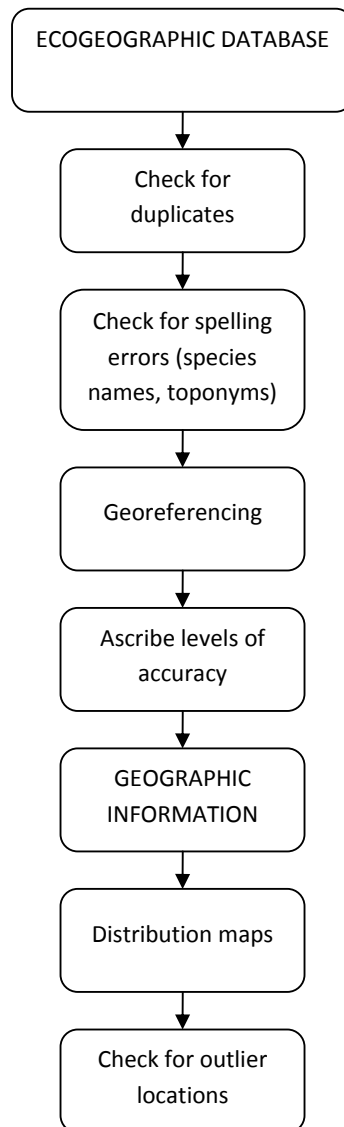 ECOGEOGRAPHIC DATABASE
Check for
duplicates
Check for spelling
errors (species
names, toponyms)
Georeferencing
Ascribe levels of
accuracy
GEOGRAPHIC
INFORMATION
Distribution maps
Check for outlier
locations